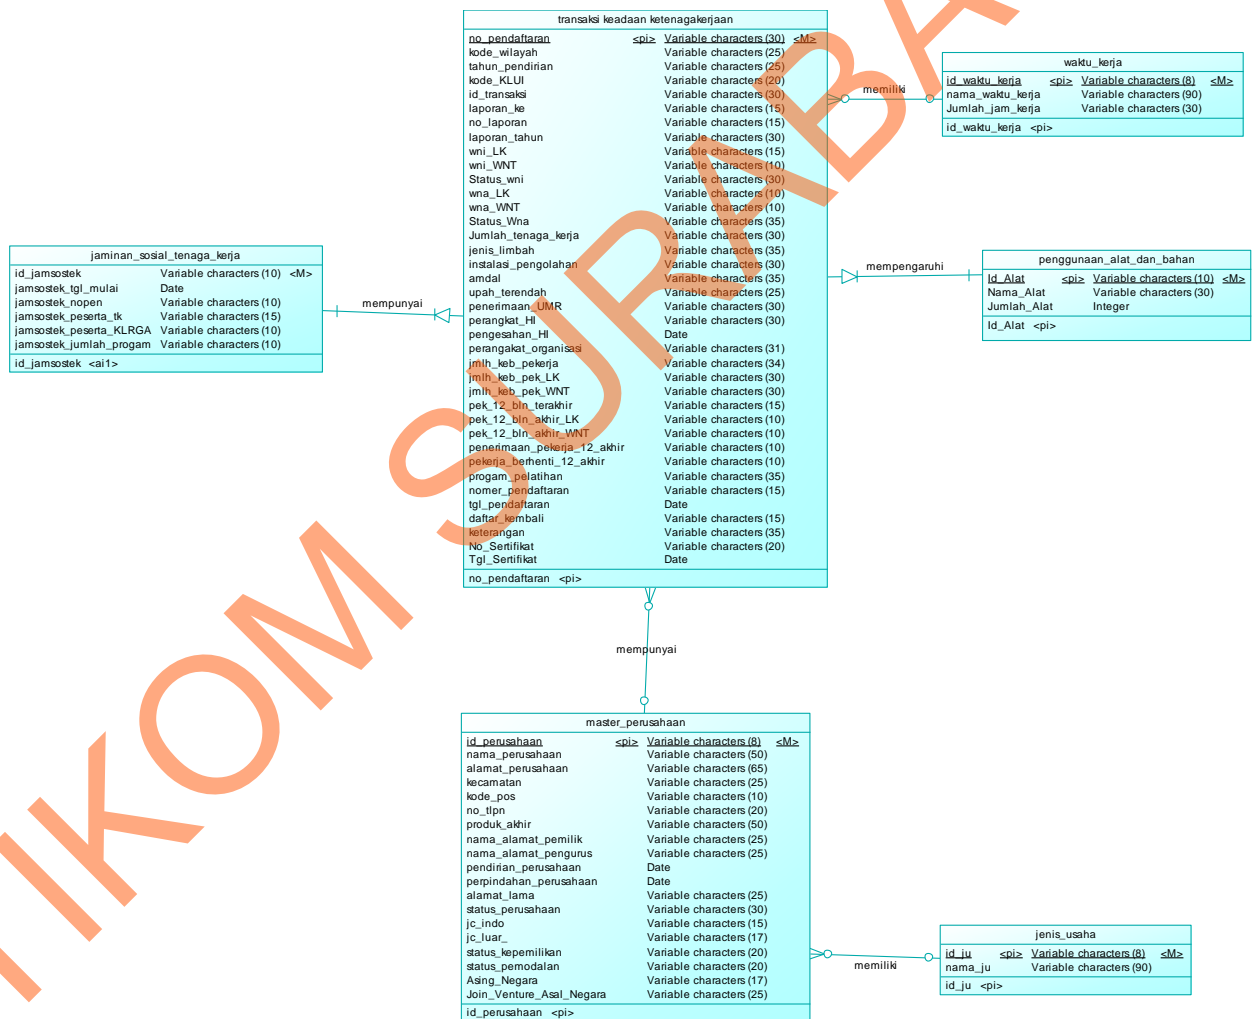 transaksi keadaan ketenagakerjaan
no_pendaftaran <pi> Variable characters (30) <M>
kode_wilayah Variable characters (25)
tahun_pendirian Variable characters (25)
kode_KLUI Variable characters (20)
id_transaksi Variable characters (30)
laporan_ke Variable characters (15)
no_laporan Variable characters (15)
laporan_tahun Variable characters (30)
wni_LK Variable characters (15)
wni_WNT Variable characters (10)
Status_wni Variable characters (30)
wna_LK Variable characters (10)
wna_WNT Variable characters (10)
Status_Wna Variable characters (35)
Jumlah_tenaga_kerja Variable characters (30)
jenis_limbah Variable characters (35)
instalasi_pengolahan Variable characters (30)
amdal Variable characters (35)
upah_terendah Variable characters (25)
penerimaan_UMR Variable characters (30)
perangkat_HI Variable characters (30)
pengesahan_HI Date
perangakat_organisasi Variable characters (31)
jmlh_keb_pekerja Variable characters (34)
jmlh_keb_pek_LK Variable characters (30)
jmlh_keb_pek_WNT Variable characters (30)
pek_12_bln_terakhir Variable characters (15)
pek_12_bln_akhir_LK Variable characters (10)
pek_12_bln_akhir_WNT Variable characters (10)
penerimaan_pekerja_12_akhir Variable characters (10)
pekerja_berhenti_12_akhir Variable characters (10)
progam_pelatihan Variable characters (35)
nomer_pendaftaran Variable characters (15)
tgl_pendaftaran Date
daftar_kembali Variable characters (15)
keterangan Variable characters (35)
No_Sertifikat Variable characters (20)
Tgl_Sertifikat Date
no_pendaftaran <pi>
memiliki
waktu_kerja
id_waktu_kerja <pi> Variable characters (8) <M>
nama_waktu_kerja Variable characters (90)
Jumlah_jam_kerja Variable characters (30)
id_waktu_kerja <pi>
jaminan_sosial_tenaga_kerja
id_jamsostek Variable characters (10) <M>
jamsostek_tgl_mulai Date
jamsostek_nopen Variable characters (10)
jamsostek_peserta_tk Variable characters (15)
jamsostek_peserta_KLRGA Variable characters (10)
jamsostek_jumlah_progam Variable characters (10)
id_jamsostek <ai1>
mempunyai
mempengaruhi
penggunaan_alat_dan_bahan
Id_Alat <pi> Variable characters (10) <M>
Nama_Alat Variable characters (30)
Jumlah_Alat Integer
Id_Alat <pi>
mempunyai
master_perusahaan
id_perusahaan <pi> Variable characters (8) <M>
nama_perusahaan Variable characters (50)
alamat_perusahaan Variable characters (65)
kecamatan Variable characters (25)
kode_pos Variable characters (10)
no_tlpn Variable characters (20)
produk_akhir Variable characters (50)
nama_alamat_pemilik Variable characters (25)
nama_alamat_pengurus Variable characters (25)
pendirian_perusahaan Date
perpindahan_perusahaan Date
alamat_lama Variable characters (25)
status_perusahaan Variable characters (30)
jc_indo Variable characters (15)
jc_luar_ Variable characters (17)
status_kepemilikan Variable characters (20)
status_pemodalan Variable characters (20)
Asing_Negara Variable characters (17)
Join_Venture_Asal_Negara Variable characters (25)
id_perusahaan <pi>
memiliki
jenis_usaha
id_ju <pi> Variable characters (8) <M>
nama_ju Variable characters (90)
id_ju <pi>
TIKOM SURABA